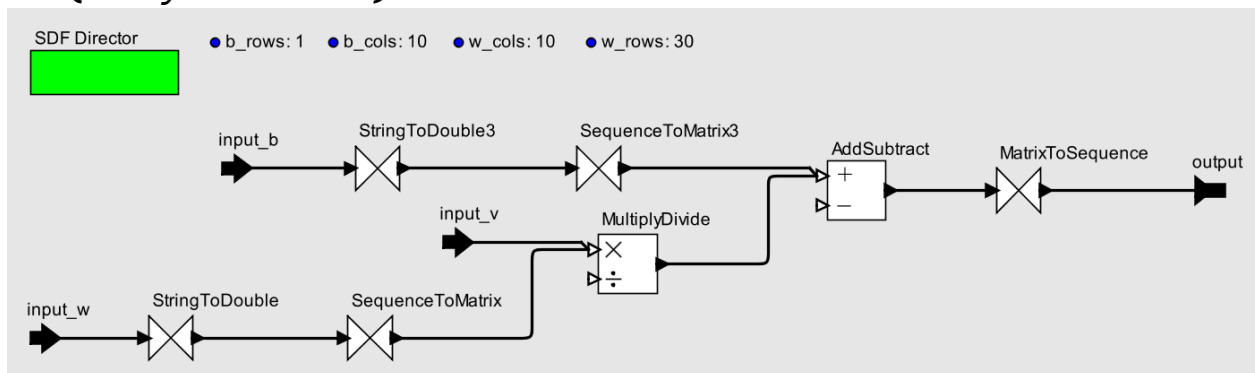 SDF Director
b_rows: 1 b_cols: 10 w_cols: 10 w_rows: 30
input_b
StringToDouble3
SequenceToMatrix3
AddSubtract
MatrixToSequence
output
+
−
input_v
MultiplyDivide
×
÷
input_w
StringToDouble
SequenceToMatrix